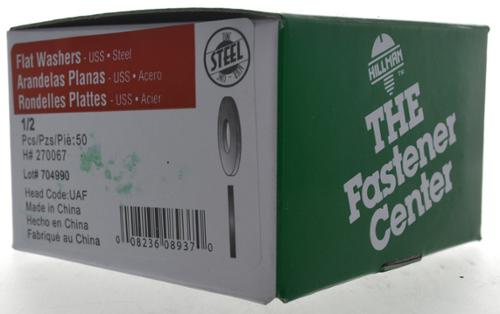 Flat Washers - USS • Steel
Arandelas Planas - USS • Acero
Rondelles Plattes - USS • Acier
1/2
Pcs/Pzs/Piè:50
H# 270067
Lot# 704990
Head Code:UAF
Made in China
Hecho en China
Fabriqué au China
0 08236 08937 0
STEEL
HILLMAN
TM
THE
Fastener
Center